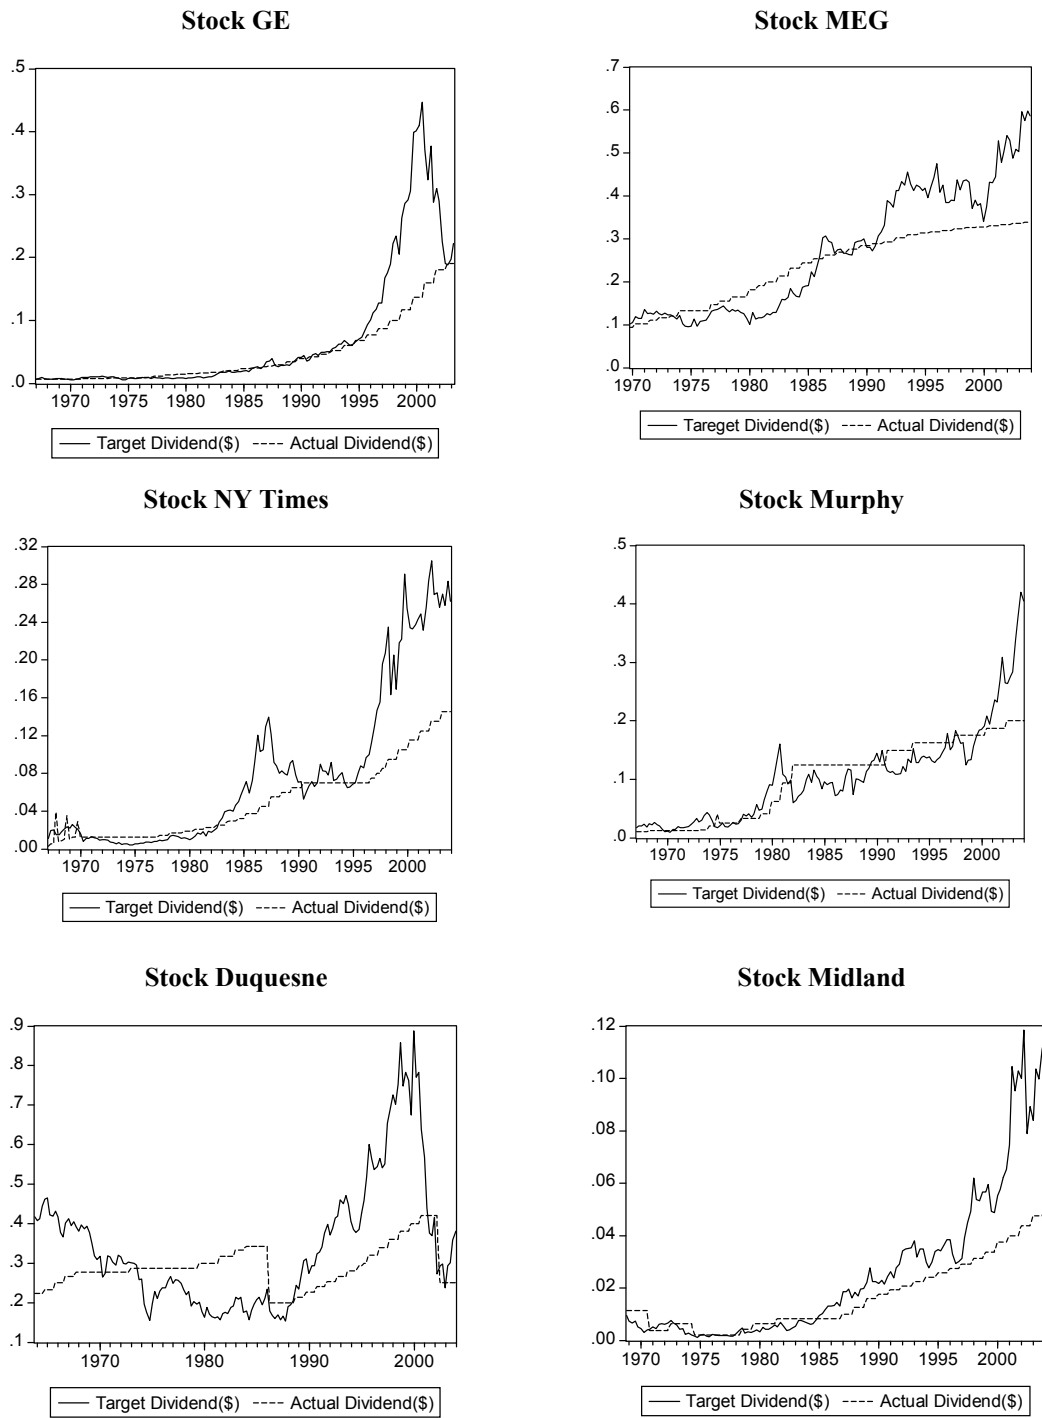 Stock GE
.5
.4
.3
.2
.1
.0
1970 1975 1980 1985 1990 1995 2000
Target Dividend($) Actual Dividend($)
Stock MEG
.7
.6
.5
.4
.3
.2
.1
.0
1970 1975 1980 1985 1990 1995 2000
Tareget Dividend($) Actual Dividend($)
Stock NY Times
.32
.28
.24
.20
.16
.12
.08
.04
.00
1970 1975 1980 1985 1990 1995 2000
Target Dividend($) Actual Dividend($)
Stock Murphy
.5
.4
.3
.2
.1
.0
1970 1975 1980 1985 1990 1995 2000
Target Dividend($) Actual Dividend($)
Stock Duquesne
.9
.8
.7
.6
.5
.4
.3
.2
.1
1970 1980 1990 2000
Target Dividend($) Actual Dividend($)
Stock Midland
.12
.10
.08
.06
.04
.02
.00
1970 1975 1980 1985 1990 1995 2000
Target Dividend($) Actual Dividend($)